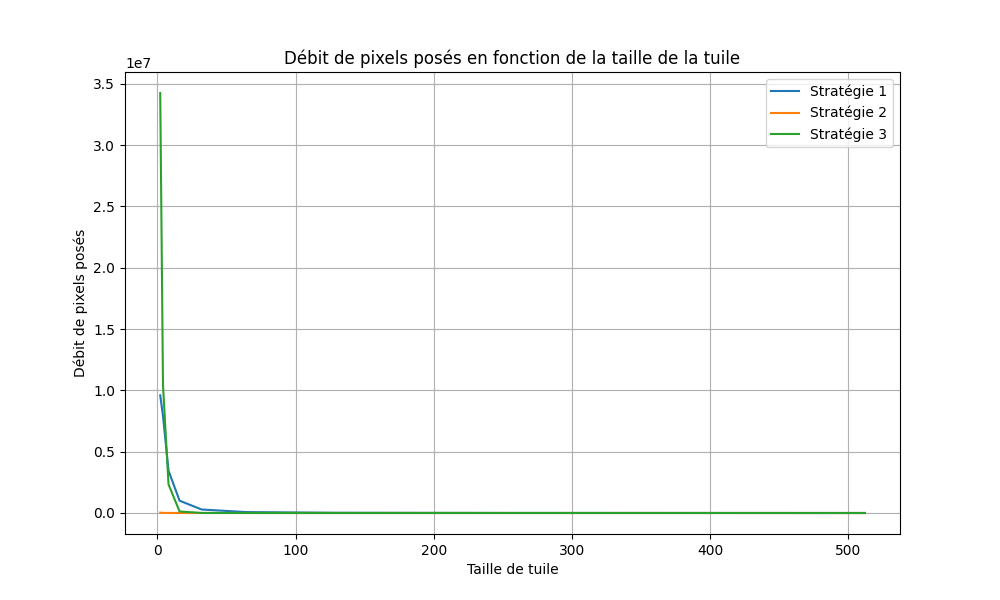 Débit de pixels posés en fonction de la taille de la tuile
1e7
3.5
3.0
2.5
2.0
1.5
1.0
0.5
0.0
Débit de pixels posés
Stratégie 1
Stratégie 2
Stratégie 3
0 100 200 300 400 500
Taille de tuile